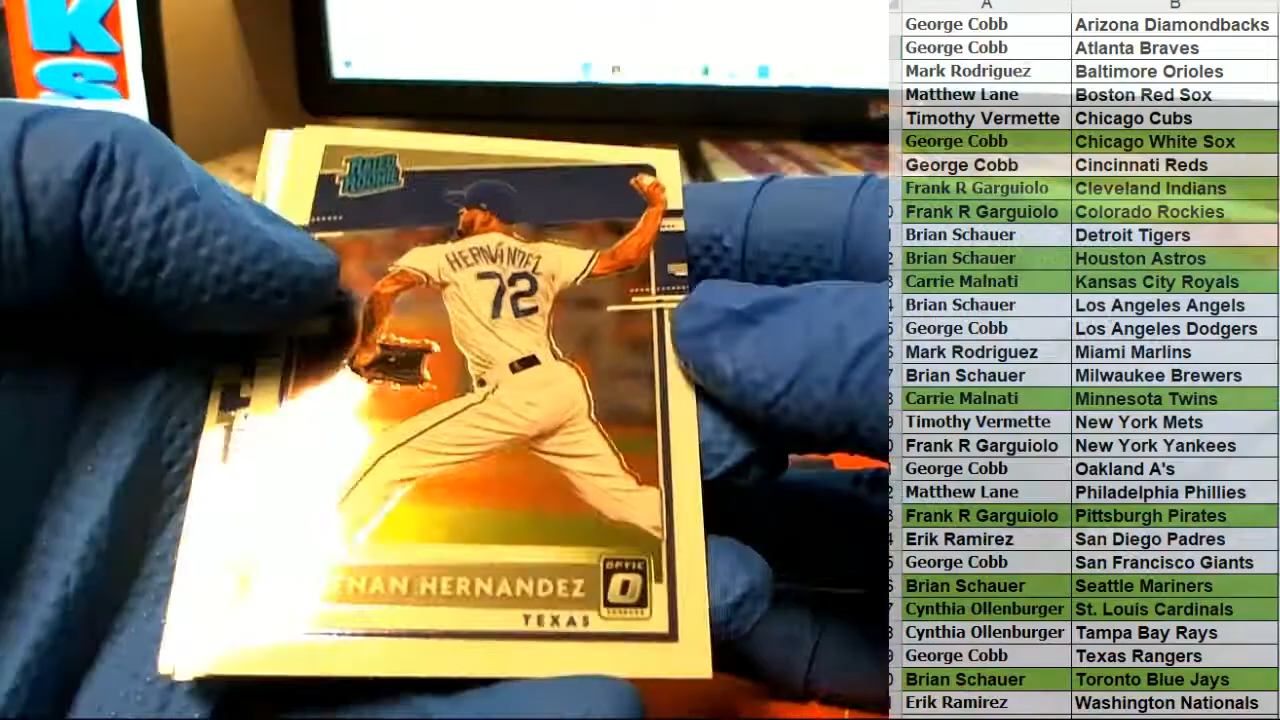 KS
RATED
ROOKIE
HERNÁNDEZ
72
ENAN HERNANDEZ
TEXAS
OPTIC
O
A B
George Cobb Arizona Diamondbacks
George Cobb Atlanta Braves
Mark Rodriguez Baltimore Orioles
Matthew Lane Boston Red Sox
Timothy Vermette Chicago Cubs
George Cobb Chicago White Sox
George Cobb Cincinnati Reds
Frank R Garguiolo Cleveland Indians
Frank R Garguiolo Colorado Rockies
Brian Schauer Detroit Tigers
Brian Schauer Houston Astros
Carrie Malnati Kansas City Royals
Brian Schauer Los Angeles Angels
George Cobb Los Angeles Dodgers
Mark Rodriguez Miami Marlins
Brian Schauer Milwaukee Brewers
Carrie Malnati Minnesota Twins
Timothy Vermette New York Mets
Frank R Garguiolo New York Yankees
George Cobb Oakland A's
Matthew Lane Philadelphia Phillies
Frank R Garguiolo Pittsburgh Pirates
Erik Ramirez San Diego Padres
George Cobb San Francisco Giants
Brian Schauer Seattle Mariners
Cynthia Ollenburger St. Louis Cardinals
Cynthia Ollenburger Tampa Bay Rays
George Cobb Texas Rangers
Brian Schauer Toronto Blue Jays
Erik Ramirez Washington Nationals